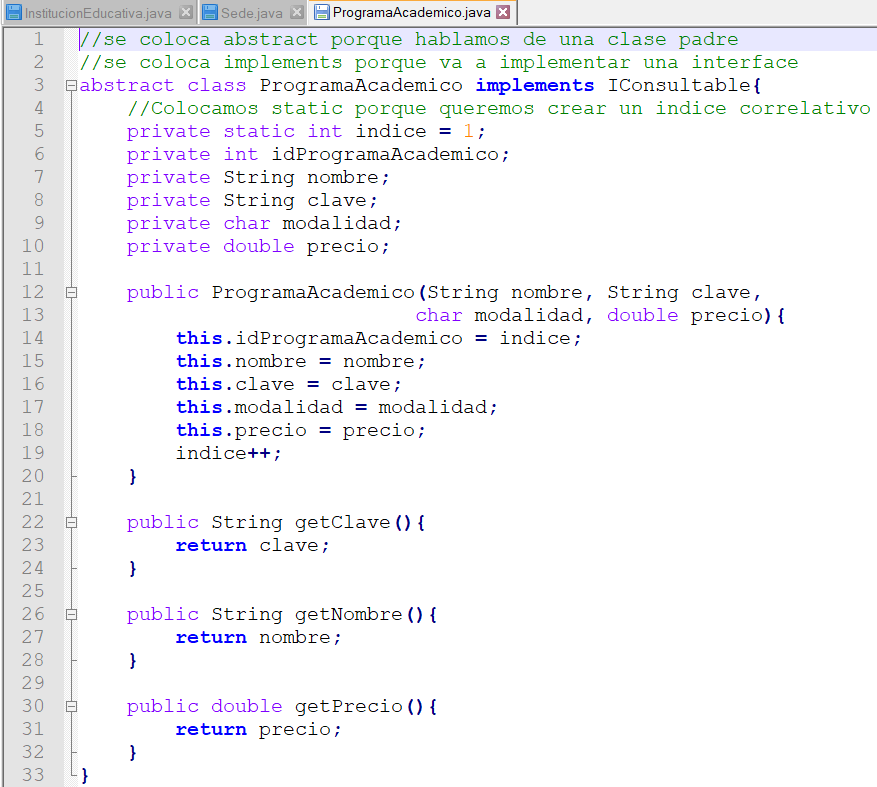 InstitucionEducativa.java Sede.java ProgramaAcademico.java
1 //se coloca abstract porque hablamos de una clase padre
2 //se coloca implements porque va a implementar una interface
3 abstract class ProgramaAcademico implements IConsultable{
4 //Colocamos static porque queremos crear un indice correlativo
5 private static int indice = 1;
6 private int idProgramaAcademico;
7 private String nombre;
8 private String clave;
9 private char modalidad;
10 private double precio;
11
12 public ProgramaAcademico(String nombre, String clave,
13 char modalidad, double precio){
14 this.idProgramaAcademico = indice;
15 this.nombre = nombre;
16 this.clave = clave;
17 this.modalidad = modalidad;
18 this.precio = precio;
19 indice++;
20 }
21
22 public String getClave(){
23 return clave;
24 }
25
26 public String getNombre(){
27 return nombre;
28 }
29
30 public double getPrecio(){
31 return precio;
32 }
33 }